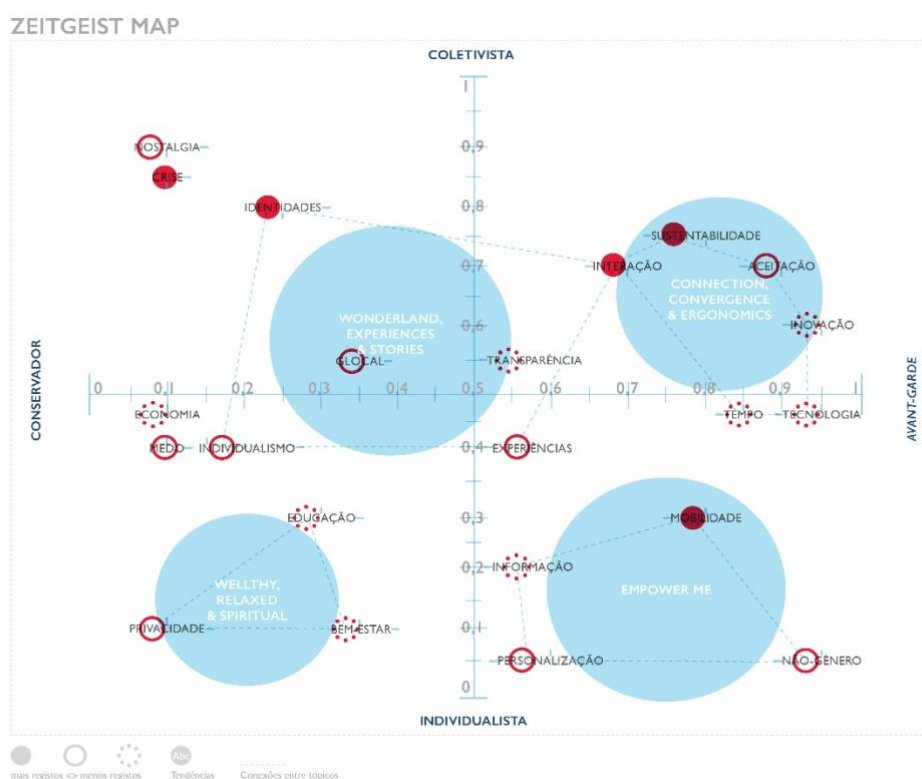 ZEITGEIST MAP
COLETIVISTA
1
NOSTALGIA
0,9
CRISE
IDENTIDADES
0,8
SUSTENTABILIDADE
INTERAÇÃO
0,7
ACEITAÇÃO
CONNECTION,
CONVERGENCE
& ERGONOMICS
WONDERLAND,
EXPERIENCES
& STORIES
0,6
INOVAÇÃO
GLOCAL
TRANSPARÊNCIA
CONSERVADOR
0 0,1 0,2 0,3 0,4 0,5 0,6 0,7 0,8 0,9 1
AVANT-GARDE
ECONOMIA
TEMPO
TECNOLOGIA
MEDO
INDIVIDUALISMO
0,4
EXPERIÊNCIAS
EDUCAÇÃO
0,3
MOBILIDADE
INFORMAÇÃO
0,2
WELLTHY,
RELAXED
& SPIRITUAL
EMPOWER ME
PRIVACIDADE
BEM-ESTAR
0,1
PERSONALIZAÇÃO
NÃO-GÉNERO
0
INDIVIDUALISTA
Abc
mais registos <> menos registos
Tendências
Conexões entre tópicos